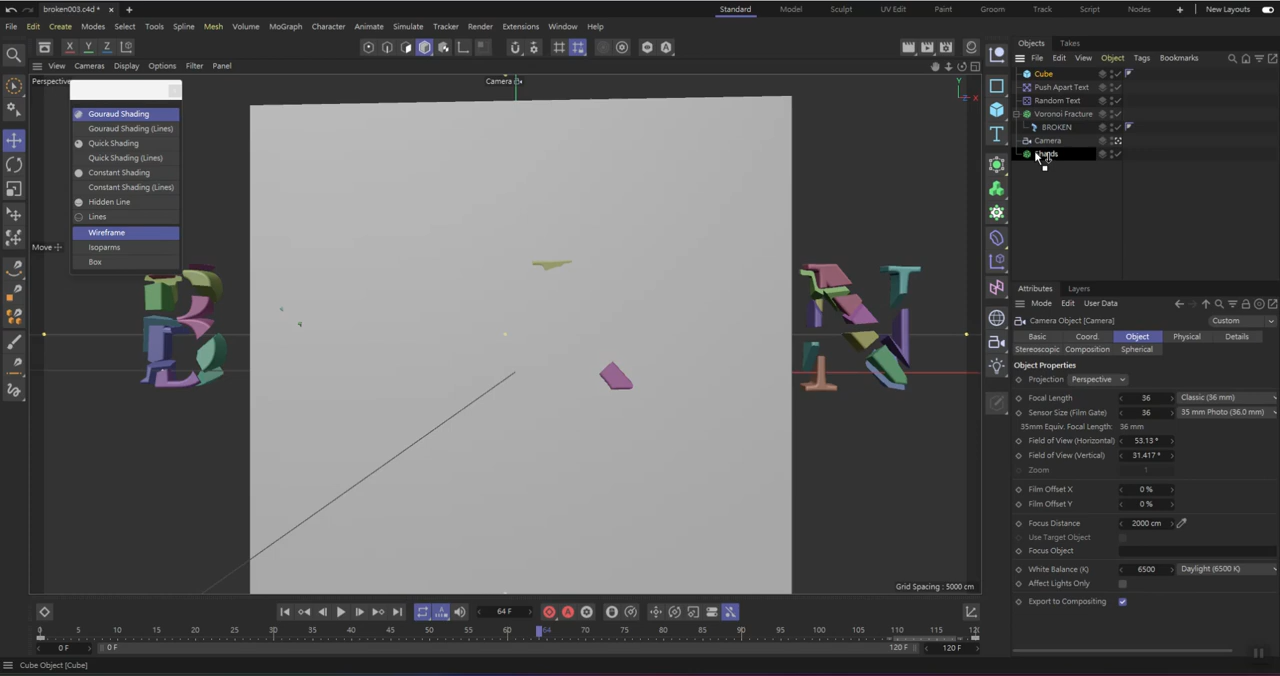 broken003.c4d *
Standard
Model
Sculpt
UV Edit
Paint
Groom
Track
Script
Nodes
New Layouts
File
Edit
Create
Modes
Select
Tools
Spline
Mesh
Volume
MoGraph
Character
Animate
Simulate
Tracker
Render
Extensions
Window
Help
X
Y
Z
Objects
Takes
View
Cameras
Display
Options
Filter
Panel
File
Edit
View
Object
Tags
Bookmarks
Perspective
Camera
Y
X
Cube
Push Apart Text
Random Text
Voronoi Fracture
BROKEN
Camera
Gouraud Shading
Gouraud Shading (Lines)
Quick Shading
Quick Shading (Lines)
Constant Shading
Constant Shading (Lines)
Hidden Line
Lines
Wireframe
Isoparms
Box
Move
Attributes
Layers
Mode
Edit
User Data
Camera Object [Camera]
Custom
Basic
Coord.
Object
Physical
Details
Stereoscopic
Composition
Spherical
Object Properties
Projection
Perspective
Focal Length
36
Classic (36 mm)
Sensor Size (Film Gate)
36
35 mm Photo (36.0 mm)
35mm Equiv. Focal Length:
36 mm
Field of View (Horizontal)
53.13 °
Field of View (Vertical)
31.417 °
Zoom
1
Film Offset X
0 %
Film Offset Y
0 %
Focus Distance
2000 cm
Use Target Object
Focus Object
White Balance (K)
6500
Daylight (6500 K)
Affect Lights Only
Export to Compositing
Grid Spacing : 5000 cm
64 F
0
5
10
15
20
25
30
35
40
45
50
55
60
64
70
75
80
85
90
95
100
105
110
115
0 F
0 F
120 F
120 F
Cube Object [Cube]